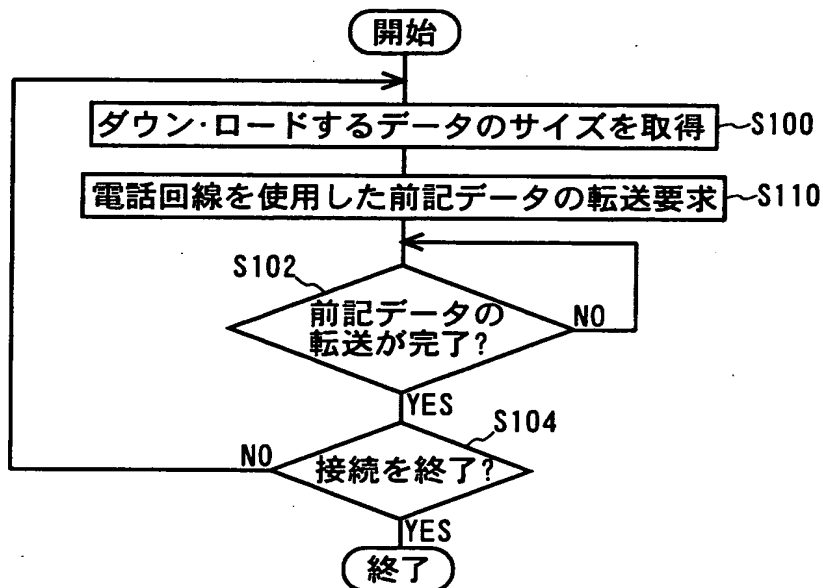 開始
ダウン·ロードするデータのサイズを取得
S100
電話回線を使用した前記データの転送要求
S110
S102
前記データの
転送が完了?
NO
YES
S104
NO
接続を終了?
YES
終了